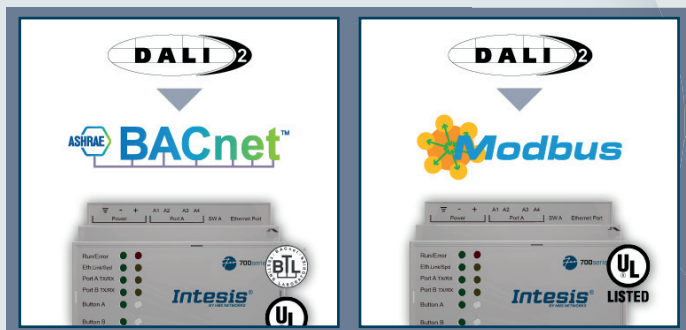 DALI 2
ASHRAE BACnet™
- +
A1 A2 A3 A4
Power
Port A
SW A
Ethernet Port
Run/Error
Eth.Link/Spd
Port A TX/RX
Port B TX/RX
Button A
Button B
700series
Intesis®
BY HMS NETWORKS
BTL
UL
DALI 2
Modbus
- +
A1 A2 A3 A4
Power
Port A
SW A
Ethernet Port
Run/Error
Eth.Link/Spd
Port A TX/RX
Port B TX/RX
Button A
Button B
700series
Intesis®
BY HMS NETWORKS
UL
LISTED